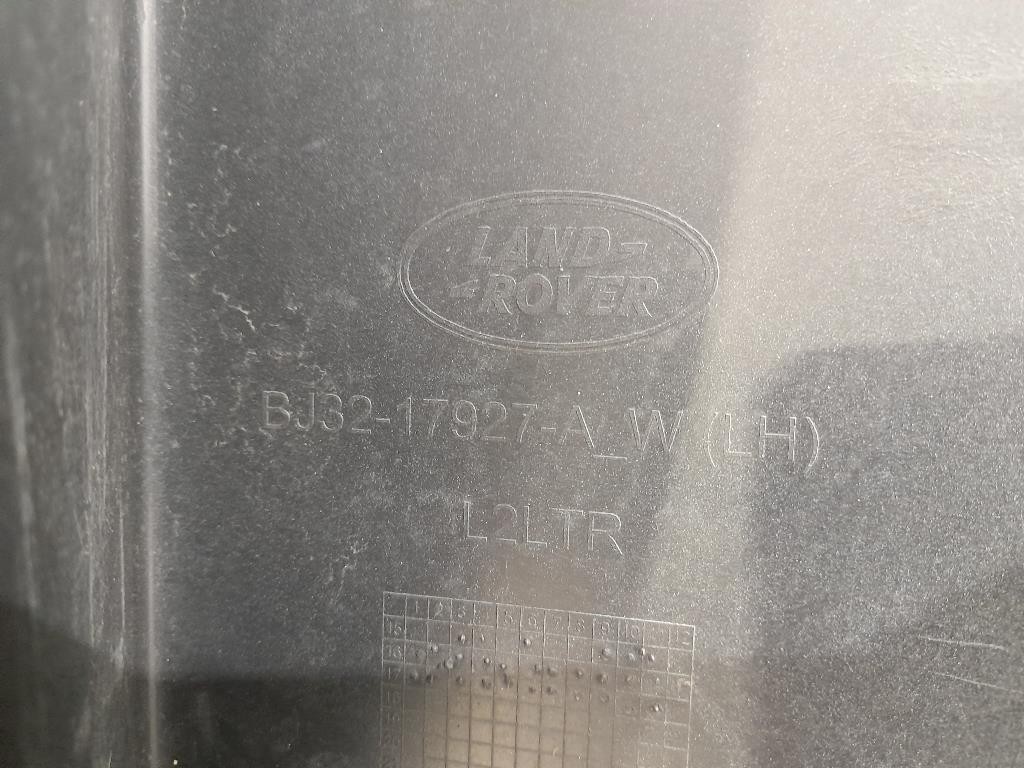 LAND
ROVER
BJ32-17927-A_W (LH)
L2LTR